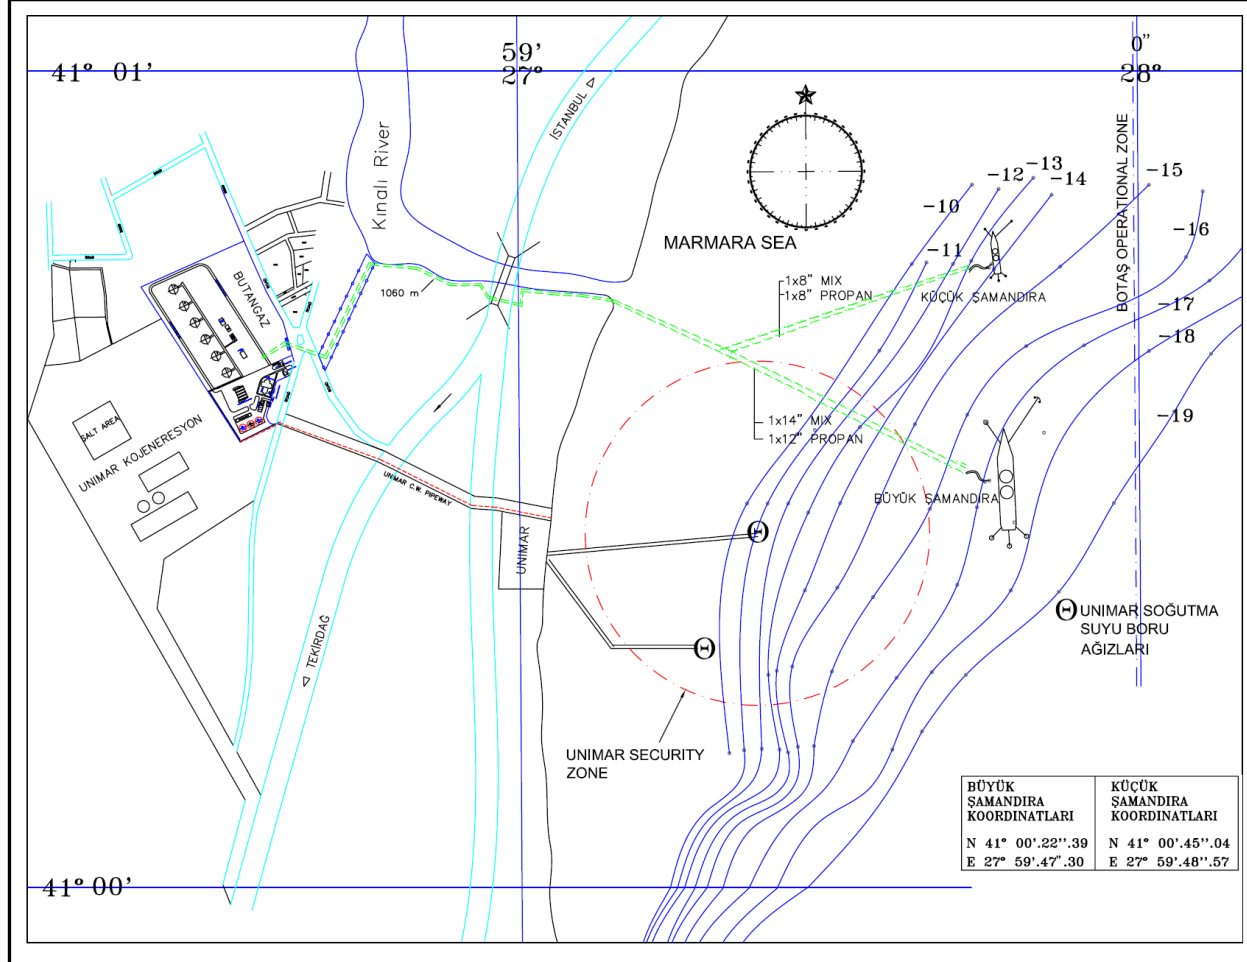 59'
27°
0"
28°
41° 01'
Kındalı River
İSTANBUL
BOTAŞ OPERATIONAL ZONE
-10
-11
-12
-13
-14
-15
-16
-17
-18
-19
MARMARA SEA
BUTANGAZ
1060 m
1x8" MIX
1x8" PROPAN
KÜÇÜK ŞAMANDIRA
1x14" MIX
1x12" PROPAN
BÜYÜK ŞAMANDIRA
SALT AREA
UNIMAR KOJENERESYON
UNIMAR C.W. PIPEWAY
UNIMAR
TEKİRDAĞ
UNIMAR SOĞUTMA
SUYU BORU
AĞIZLARI
UNIMAR SECURITY
ZONE
BÜYÜK
ŞAMANDIRA
KOORDINATLARI
N 41° 00'.22''.39
E 27° 59'.47".30
KÜÇÜK
ŞAMANDIRA
KOORDINATLARI
N 41° 00'.45''.04
E 27° 59'.48''.57
41° 00'